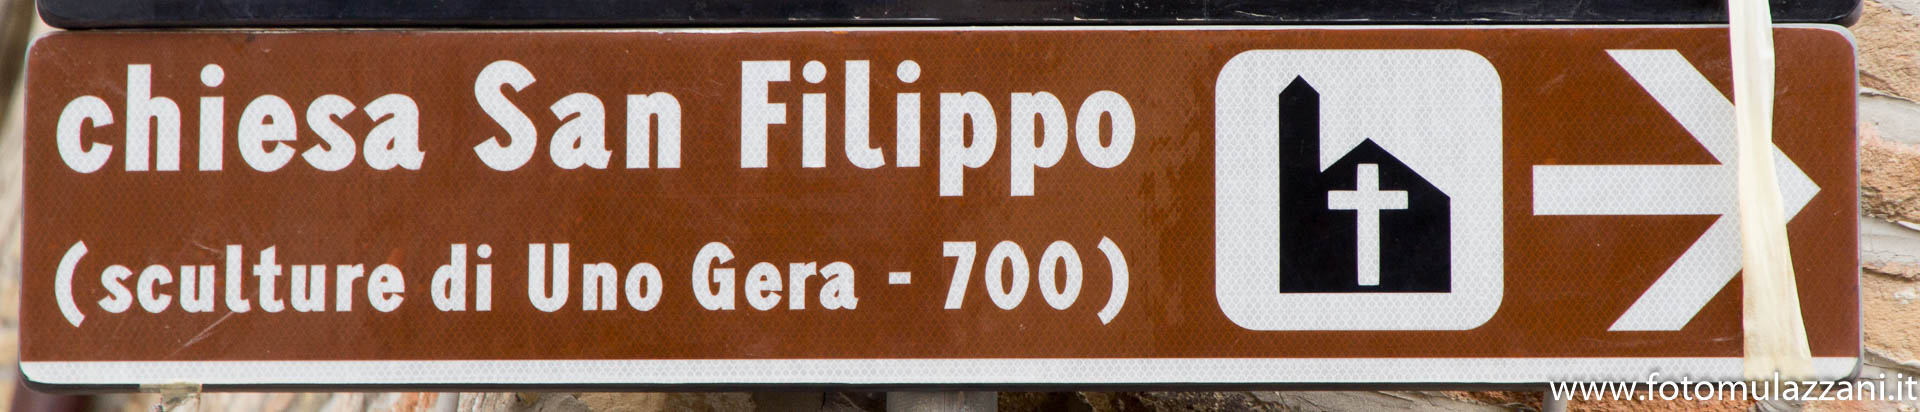 chiesa San Filippo
(sculture di Uno Gera - 700)
www.fotomulazzani.it